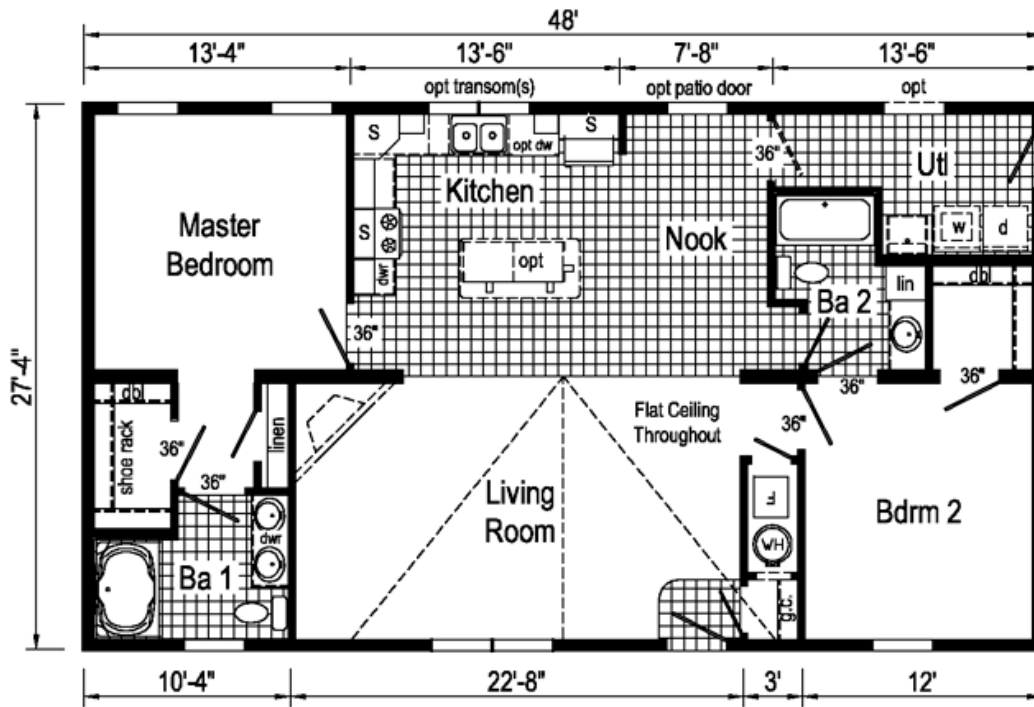 48'
13'-4"
13'-6"
7'-8"
13'-6"
opt transom(s)
opt patio door
opt
S
opt dw
S
36"
Utl
Kitchen
Master
Bedroom
S
dwr
opt
Nook
w
d
27'-4"
Ba 2
lin
dbl
36"
36"
36"
dbl
shoe rack
36"
36"
linen
Flat Ceiling
Throughout
36"
Living
Room
F
WH
Bdrm 2
dwr
Ba 1
g.c.
10'-4"
22'-8"
3'
12'